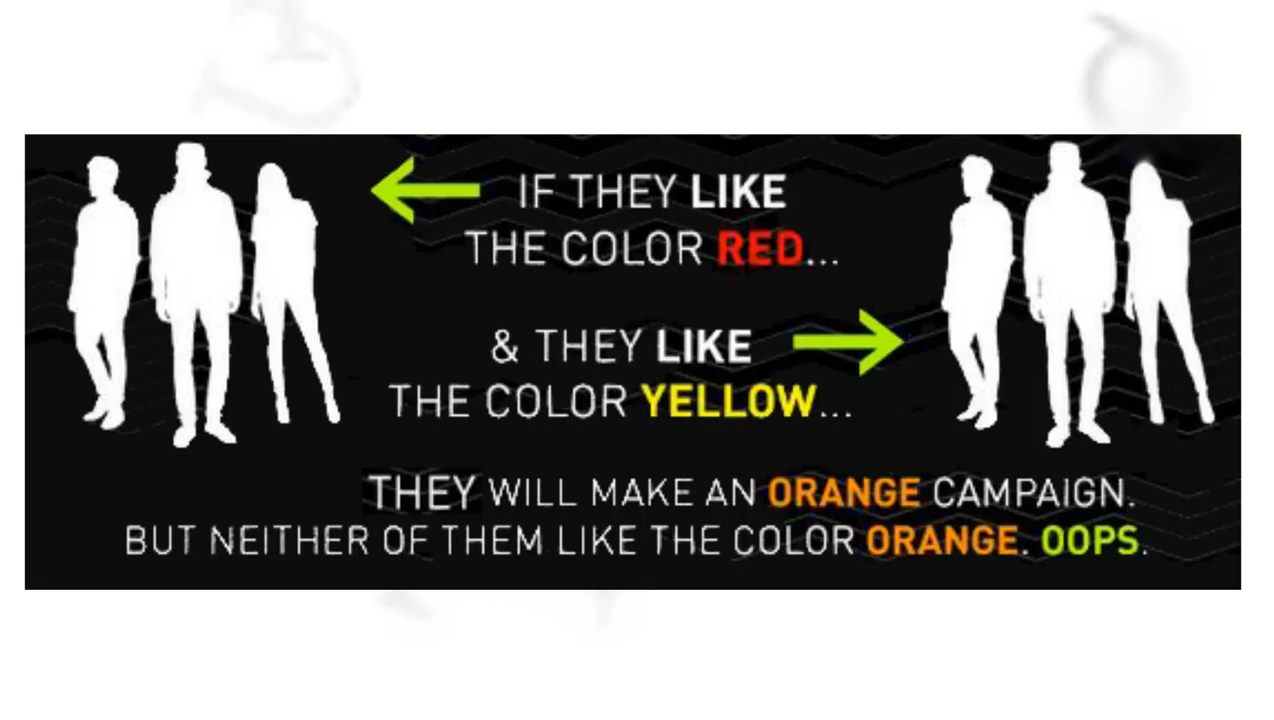 IF THEY LIKE
THE COLOR RED...
& THEY LIKE
THE COLOR YELLOW...
THEY WILL MAKE AN ORANGE CAMPAIGN.
BUT NEITHER OF THEM LIKE THE COLOR ORANGE. OOPS.